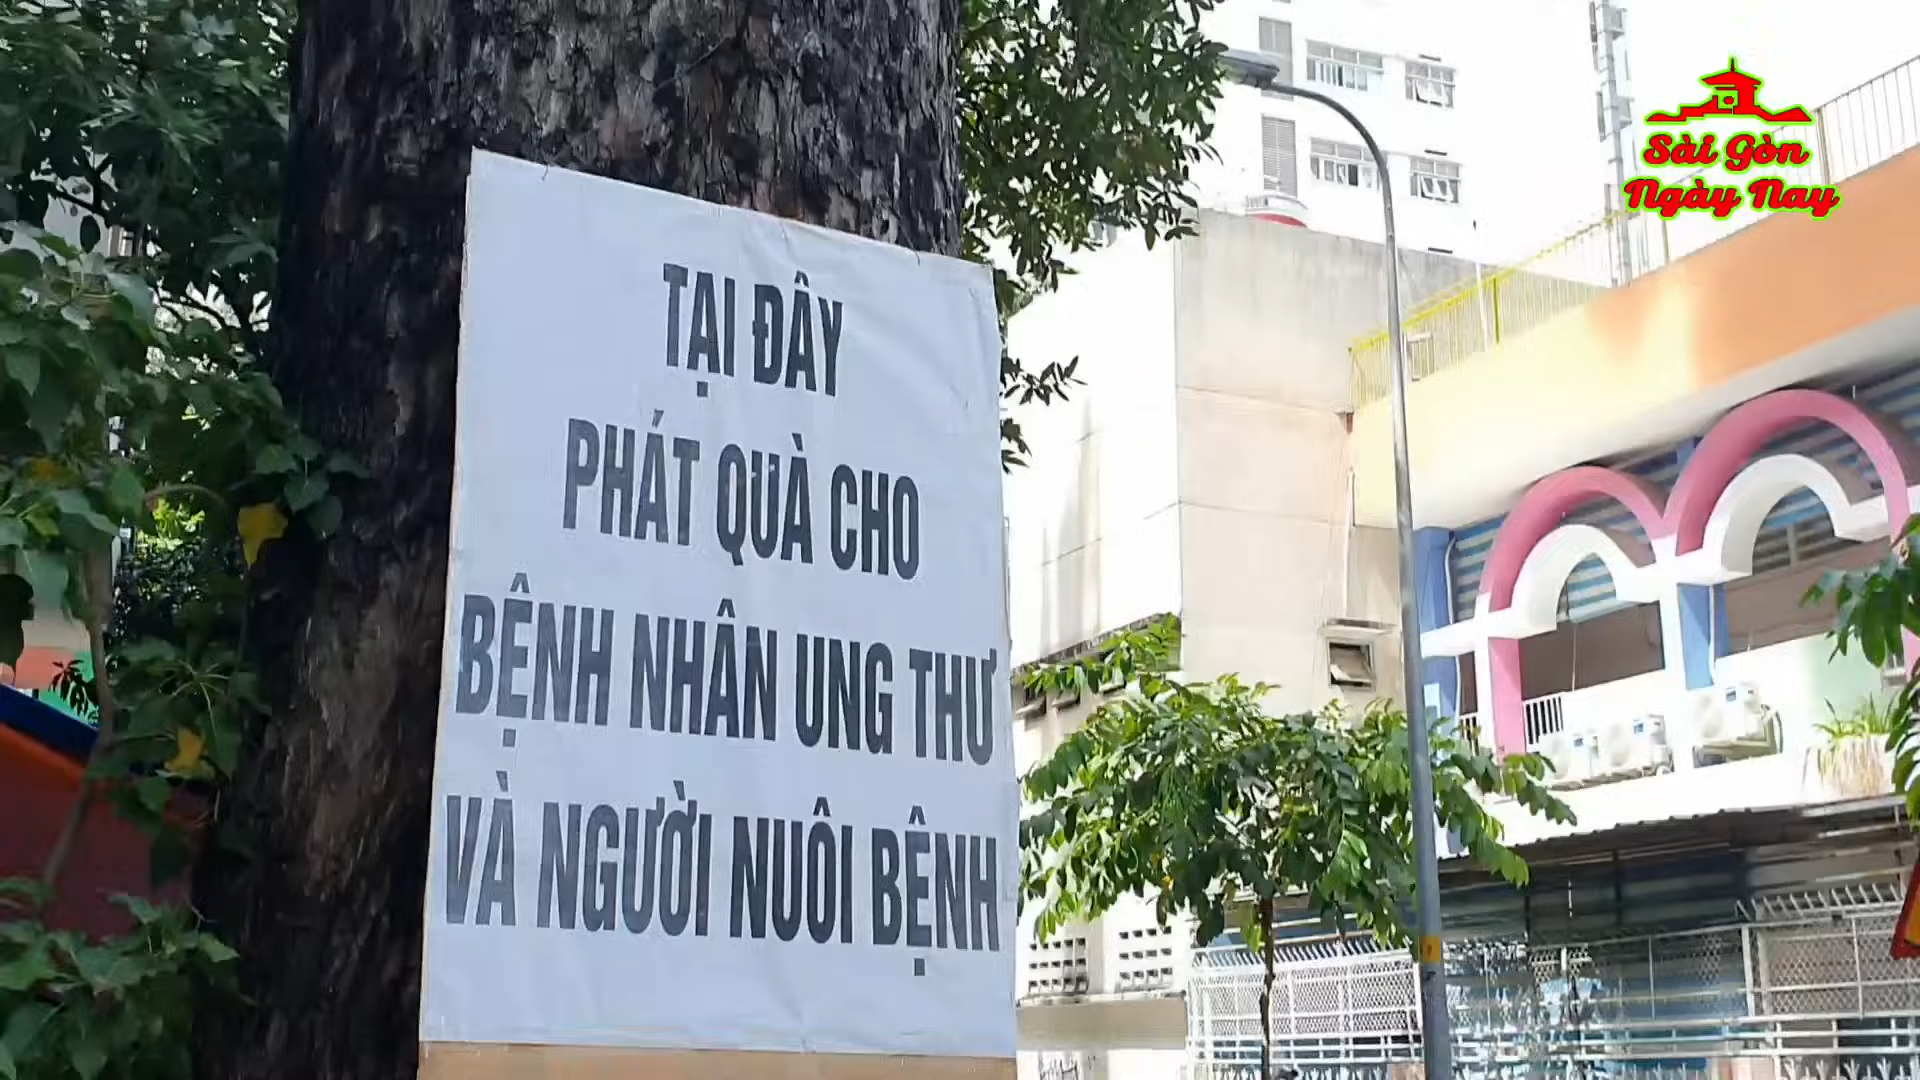 TẠI ĐÂY
PHÁT QUÀ CHO
BỆNH NHÂN UNG THƯ
VÀ NGƯỜI NUÔI BỆNH
Sài Gòn
Ngày Nay